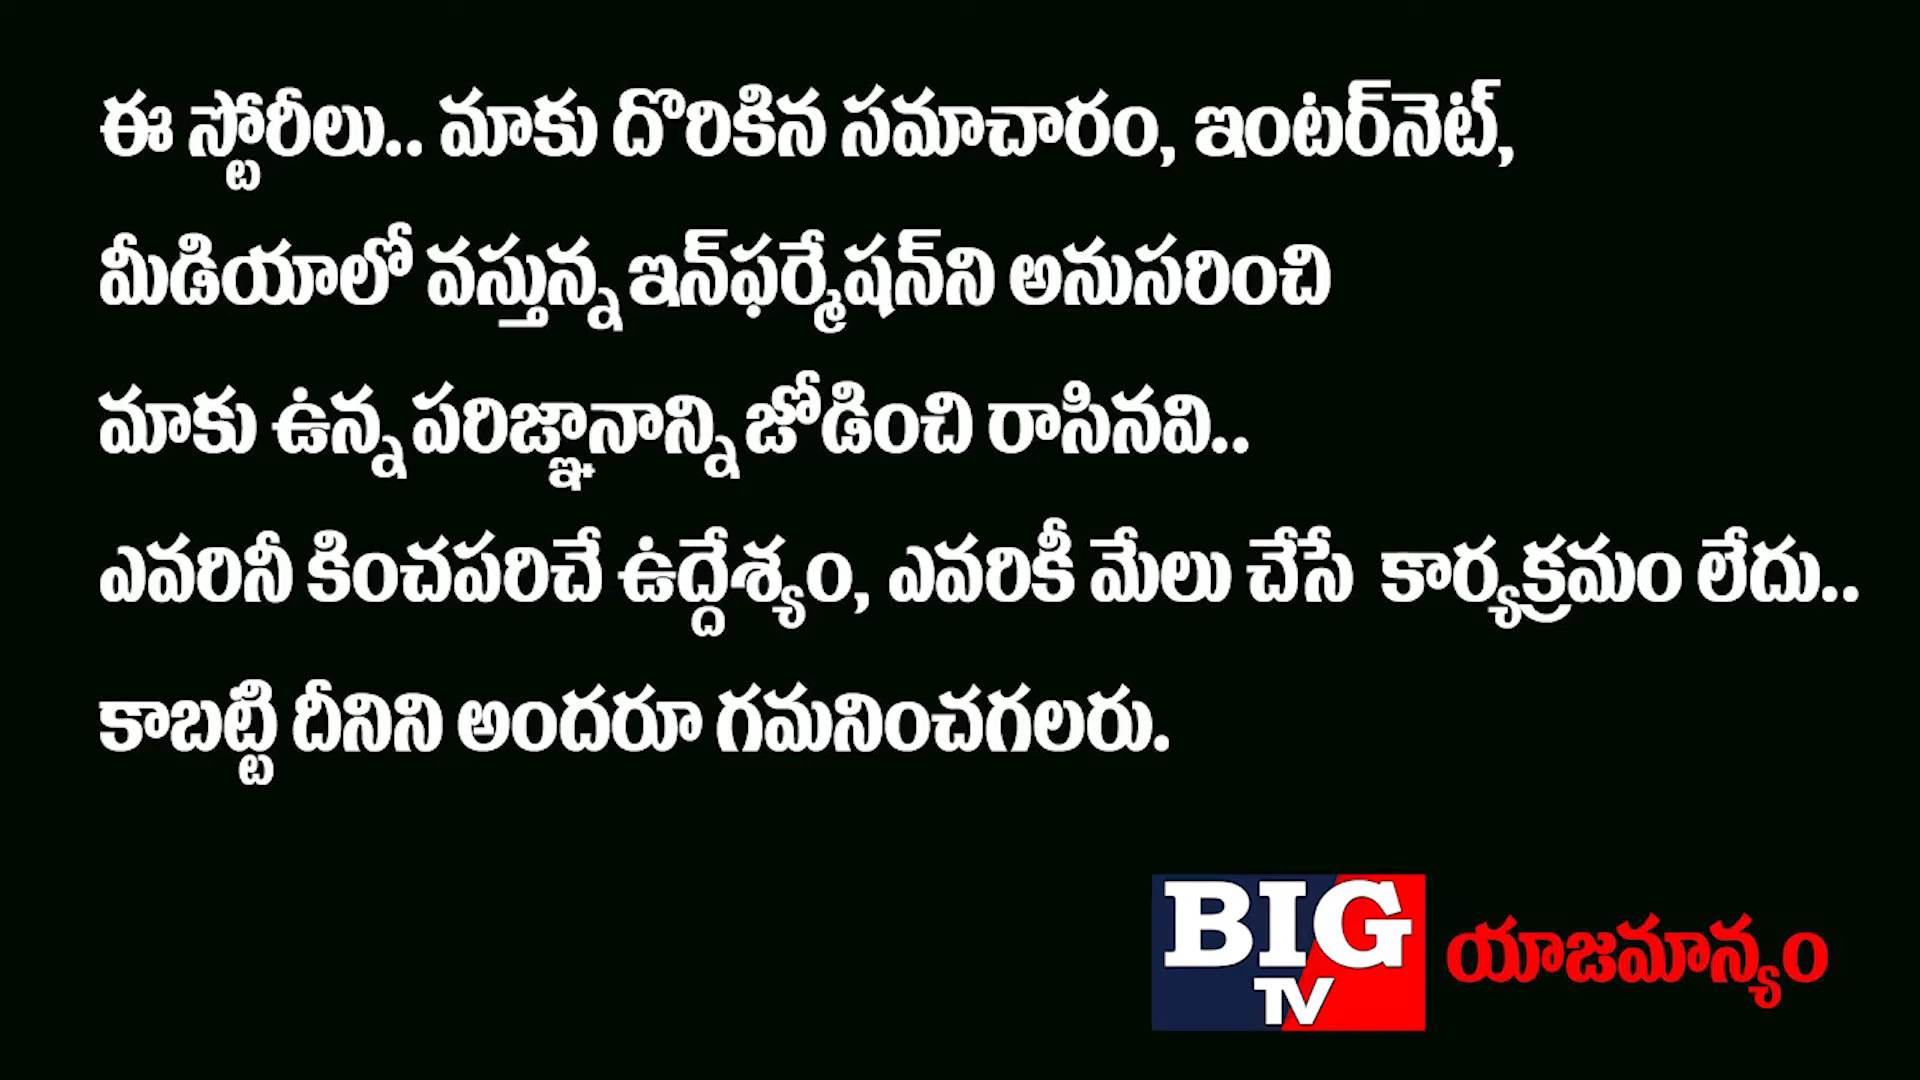 ఈ స్టోరీలు.. మాకు దొరికిన సమాచారం, ఇంటర్‌నెట్,
మీడియాలో వస్తున్న ఇన్‌ఫర్మేషన్‌ని అనుసరించి
మాకు ఉన్న పరిజ్ఞానాన్ని జోడించి రాసినవి..
ఎవరినీ కించపరిచే ఉద్దేశ్యం, ఎవరికీ మేలు చేసే కార్యక్రమం లేదు..
కాబట్టి దీనిని అందరూ గమనించగలరు.
BIG TV యాజమాన్యం